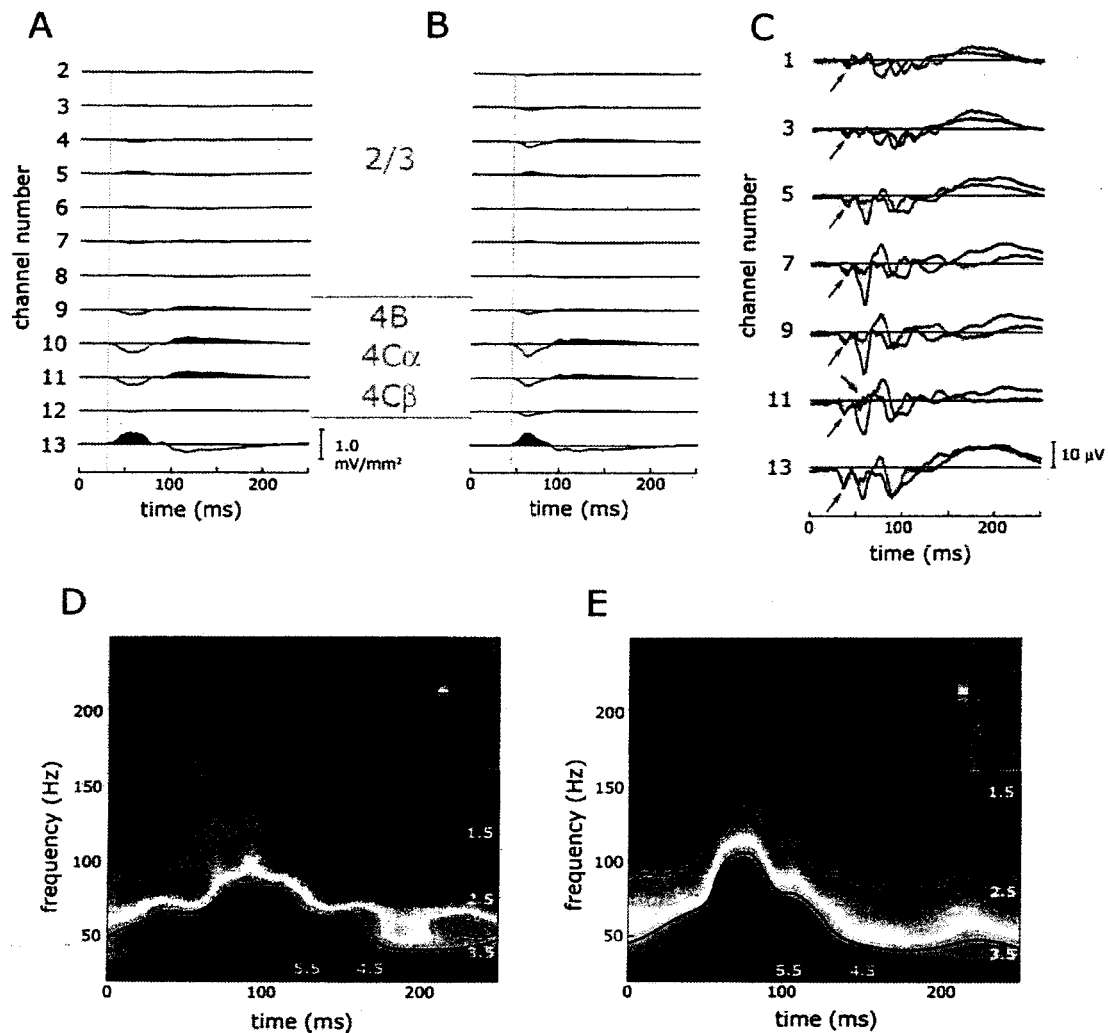 A
B
C
channel number
2
3
4
5
6
7
8
9
10
11
12
13
2/3
4B
4Cα
4Cβ
1.0
mV/mm²
0
100
200
time (ms)
0
100
200
time (ms)
channel number
1
3
5
7
9
11
13
10 µV
0
100
200
time (ms)
D
E
frequency (Hz)
200
150
100
50
1.5
2.5
3.5
5.5
4.5
0
100
200
time (ms)
frequency (Hz)
200
150
100
50
1.5
2.5
3.5
5.5
4.5
0
100
200
time (ms)